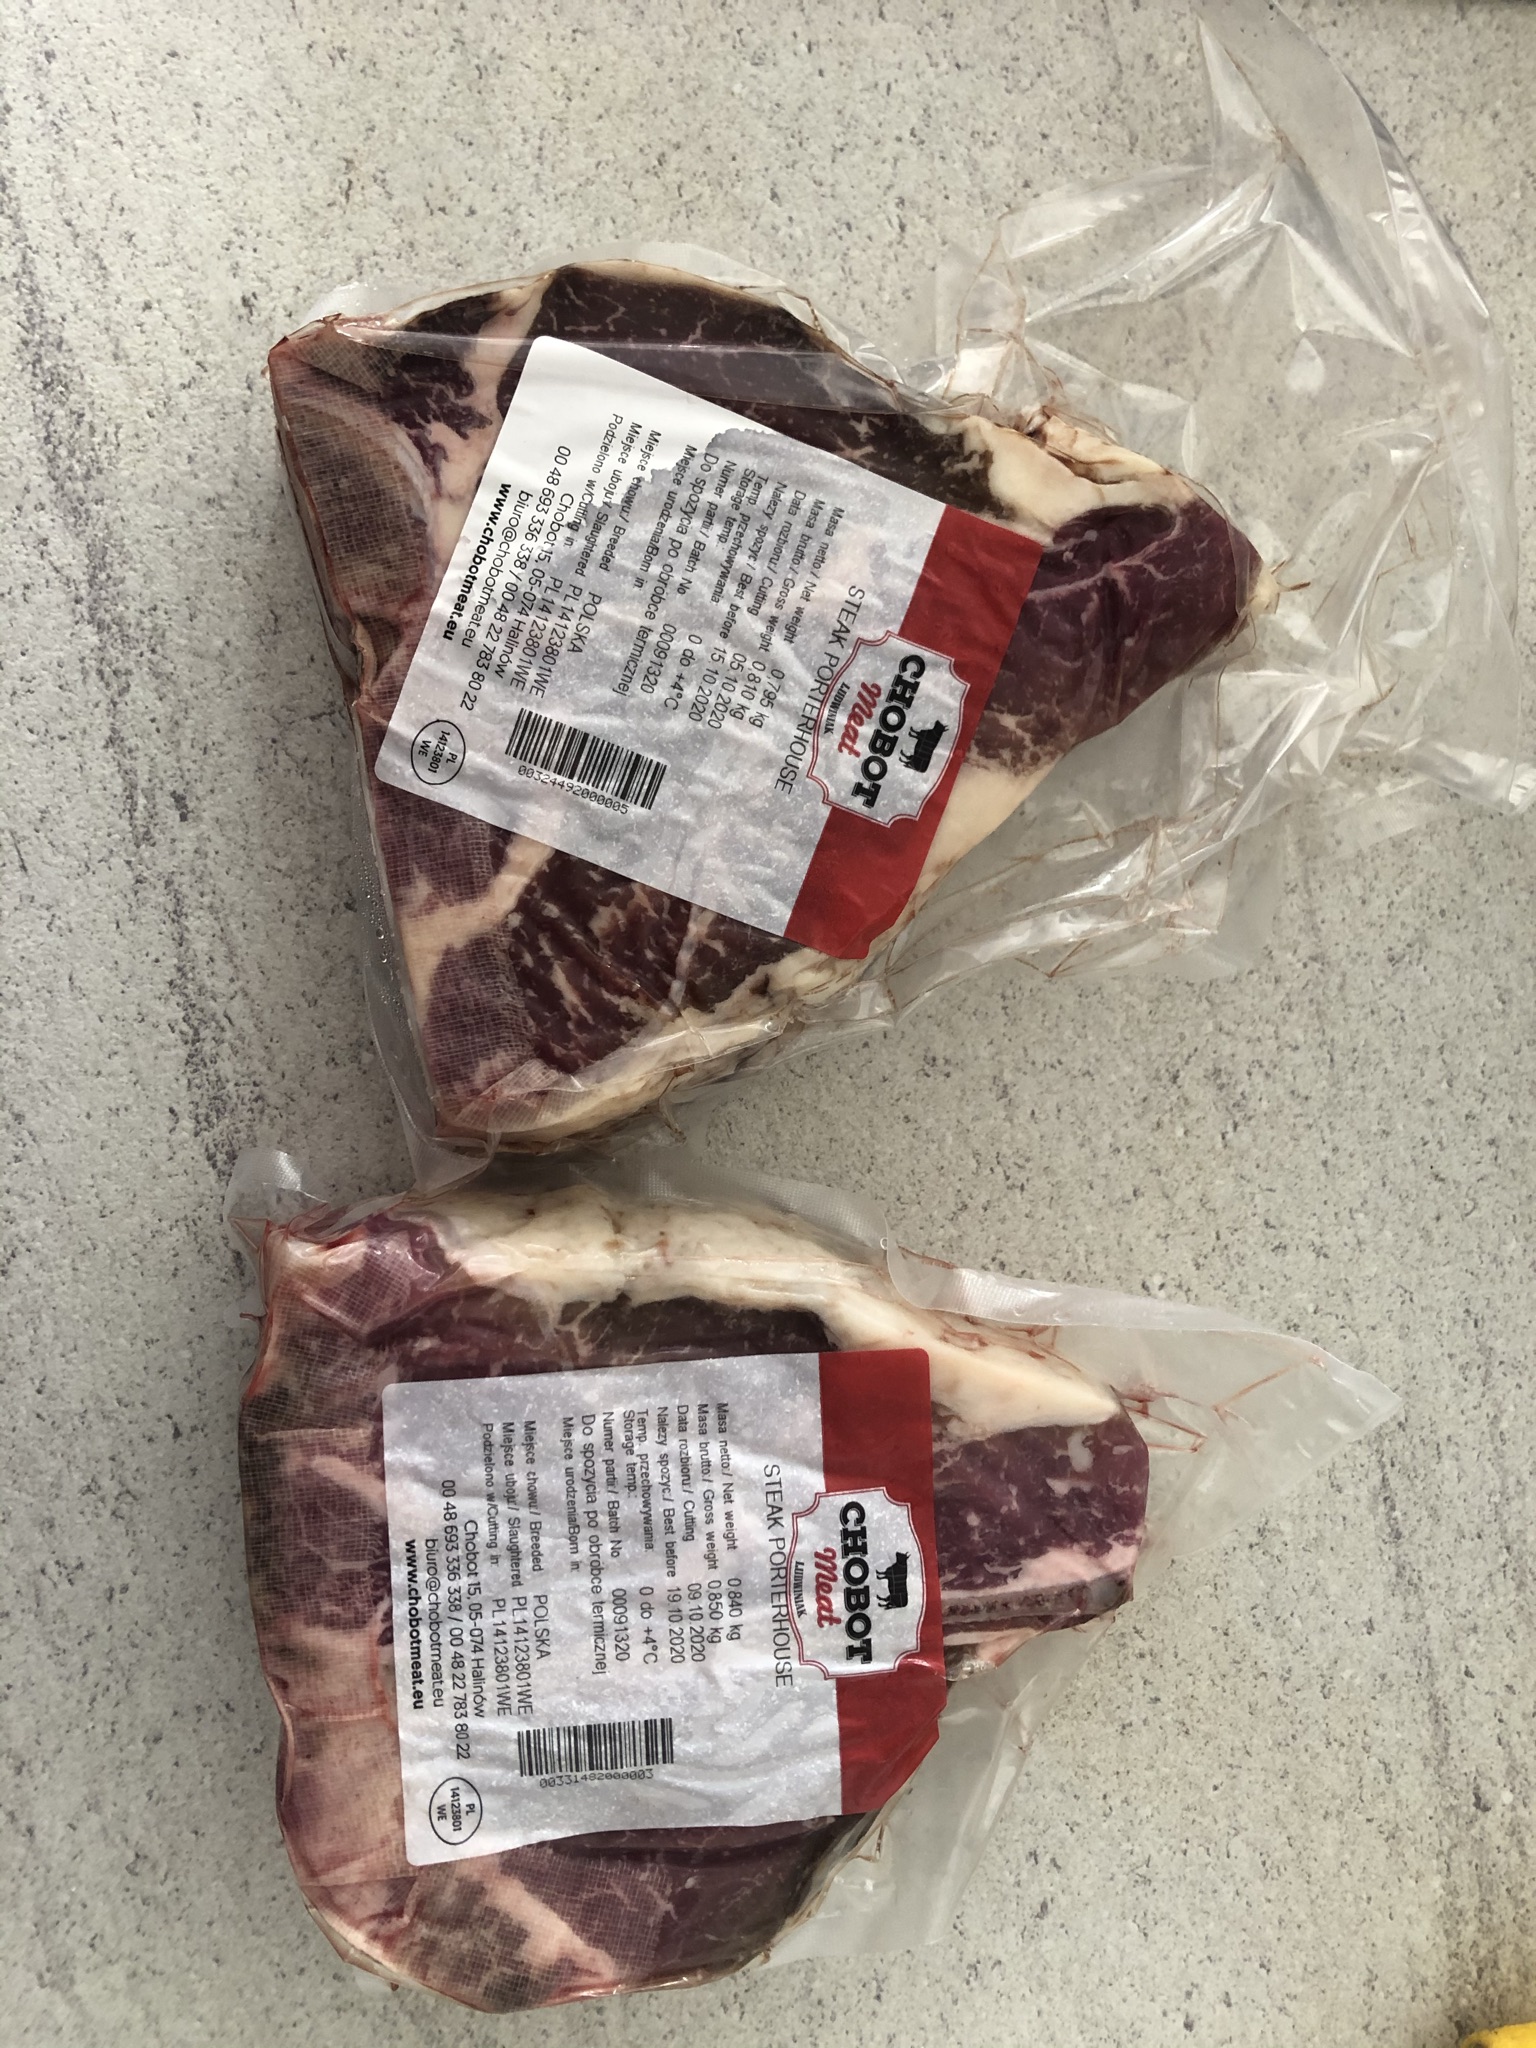 CHOBOT
Meat
LUDWINIAK
STEAK PORTERHOUSE
Masa netto:/ Net weight 0,795 kg
Masa brutto:/ Gross weight 0,810 kg
Data rozbioru:/ Cutting 05.10.2020
Nalezy spozyc:/ Best before 15.10.2020
Temp. przechowywania: 0 do +4°C
Storage temp.:
Numer partii:/ Batch No 00091320
Do spozycia po obrobce termicznej
Miejsce urodzenia/Born in:
Miejsce chowu:/ Breeded POLSKA
Miejsce uboju:/ Slaughtered PL14123801WE
Podzielono w/Cutting in: PL14123801WE
Chobot 15, 05-074 Halinów
00 48 693 336 338 / 00 48 22 783 80 22
biuro@chobotmeat.eu
www.chobotmeat.eu
PL
14123801
WE
0032449200000005
CHOBOT
Meat
LUDWINIAK
STEAK PORTERHOUSE
Masa netto:/ Net weight 0,840 kg
Masa brutto:/ Gross weight 0,850 kg
Data rozbioru:/ Cutting 09.10.2020
Nalezy spozyc:/ Best before 19.10.2020
Temp. przechowywania: 0 do +4°C
Storage temp.:
Numer partii:/ Batch No 00091320
Do spozycia po obrobce termicznej
Miejsce urodzenia/Born in:
Miejsce chowu:/ Breeded POLSKA
Miejsce uboju:/ Slaughtered PL14123801WE
Podzielono w/Cutting in: PL14123801WE
Chobot 15, 05-074 Halinów
00 48 693 336 338 / 00 48 22 783 80 22
biuro@chobotmeat.eu
www.chobotmeat.eu
PL
14123801
WE